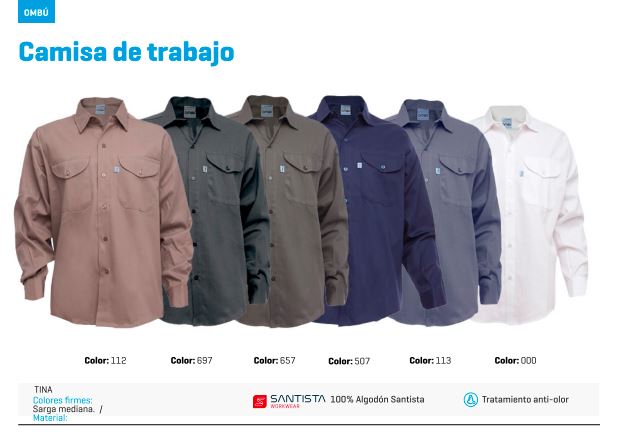 OMBÚ
Camisa de trabajo
Color: 112 Color: 697 Color: 657 Color: 507 Color: 113 Color: 000
TINA
Colores firmes:
Sarga mediana. /
Material:
SANTISTA
WORKWEAR
100% Algodón Santista
Tratamiento anti-olor